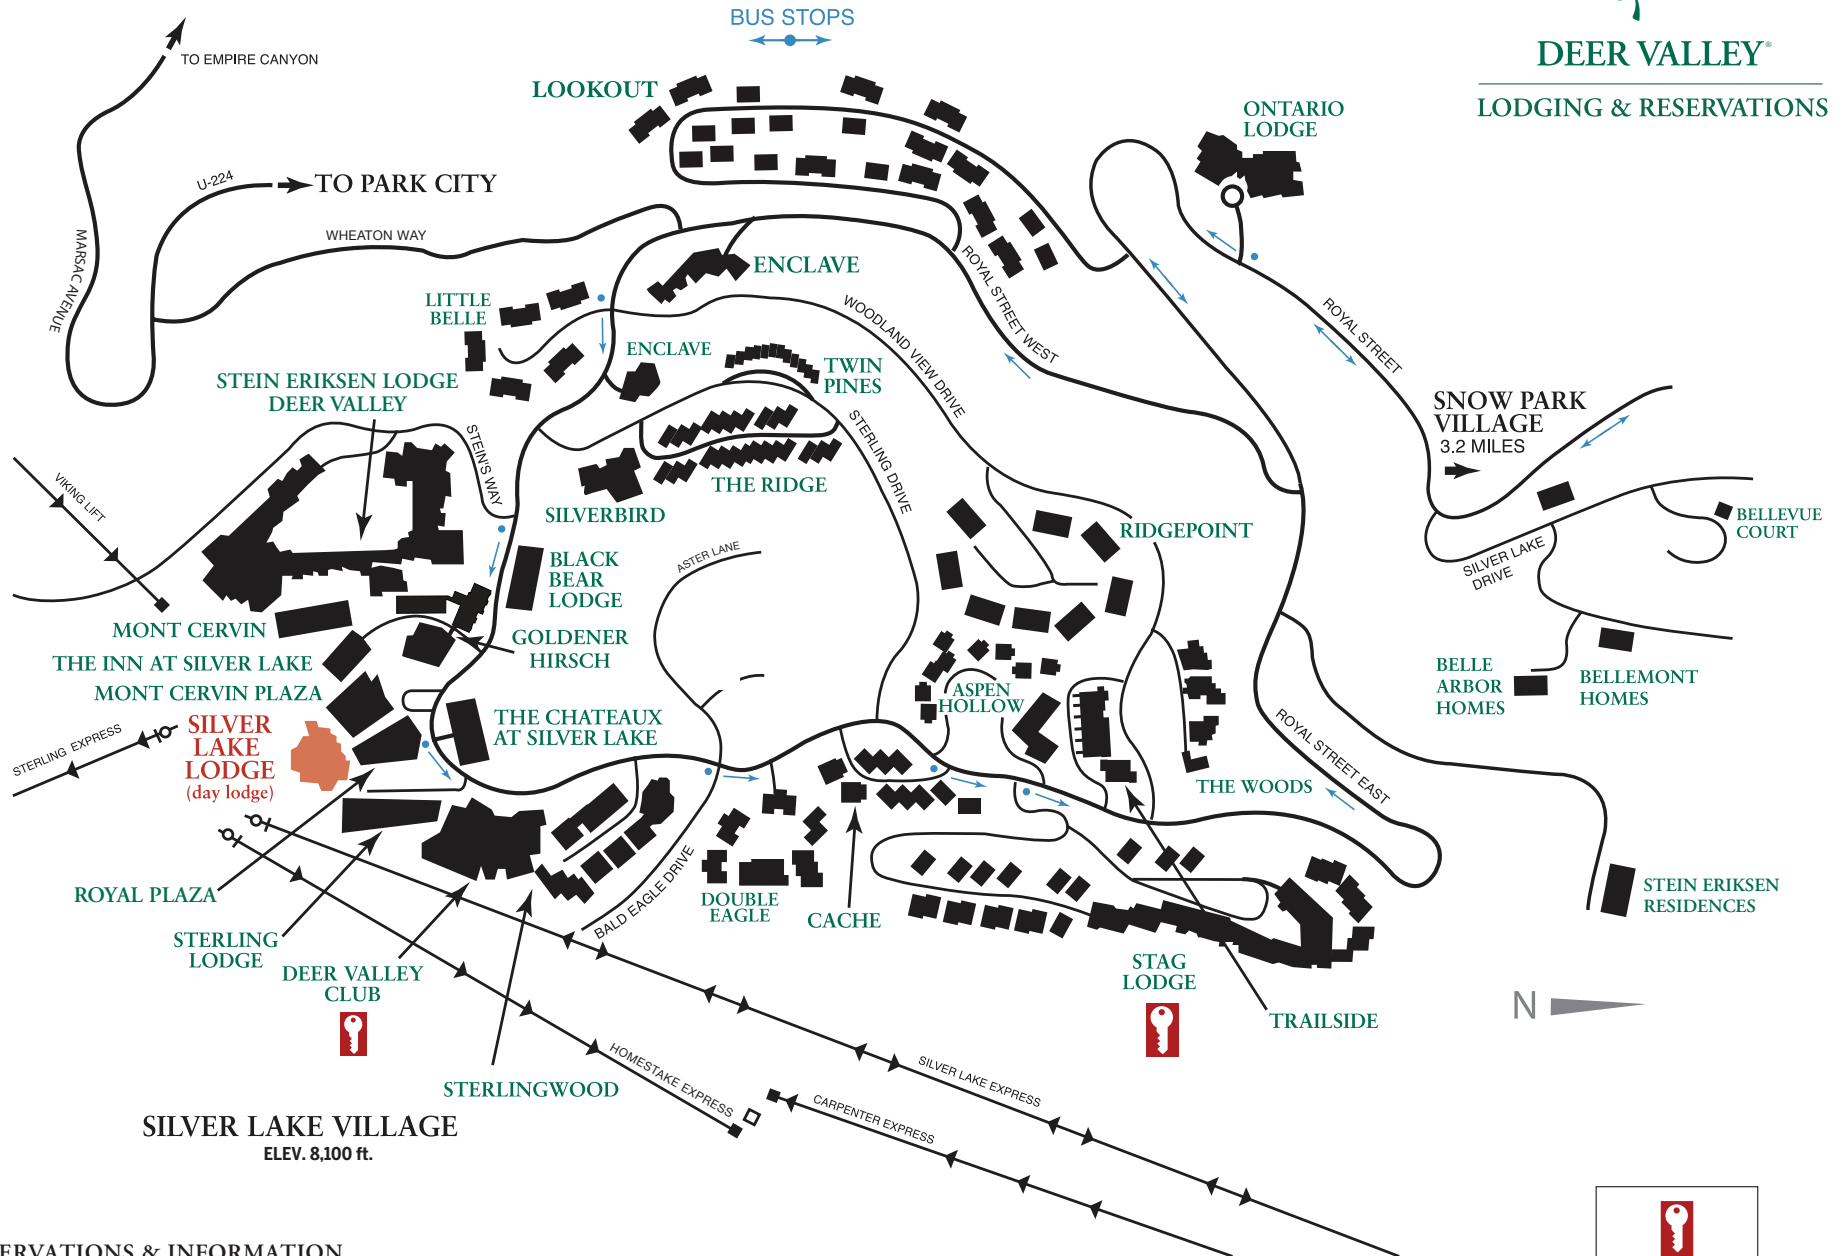 BUS STOPS
DEER VALLEY®
LODGING & RESERVATIONS
TO EMPIRE CANYON
LOOKOUT
ONTARIO
LODGE
U-224
TO PARK CITY
WHEATON WAY
MARSAC AVENUE
ENCLAVE
LITTLE
BELLE
ROYAL STREET WEST
WOODLAND VIEW DRIVE
ROYAL STREET
ENCLAVE
TWIN
PINES
STEIN ERIKSEN LODGE
DEER VALLEY
SNOW PARK
VILLAGE
3.2 MILES
STEIN'S WAY
STERLING DRIVE
VIKING LIFT
THE RIDGE
SILVERBIRD
RIDGEPOINT
BELLEVUE
COURT
SILVER LAKE
DRIVE
ASTER LANE
BLACK
BEAR
LODGE
MONT CERVIN
GOLDENER
HIRSCH
THE INN AT SILVER LAKE
MONT CERVIN PLAZA
BELLE
ARBOR
HOMES
BELLEMONT
HOMES
ASPEN
HOLLOW
SILVER
LAKE
LODGE
(day lodge)
THE CHATEAUX
AT SILVER LAKE
STERLING EXPRESS
ROYAL STREET EAST
THE WOODS
ROYAL PLAZA
BALD EAGLE DRIVE
DOUBLE
EAGLE
CACHE
STEIN ERIKSEN
RESIDENCES
STERLING
LODGE
DEER VALLEY
CLUB
STAG
LODGE
TRAILSIDE
N
STERLINGWOOD
HOMESTAKE EXPRESS
SILVER LAKE EXPRESS
CARPENTER EXPRESS
SILVER LAKE VILLAGE
ELEV. 8,100 ft.
ERVATIONS & INFORMATION